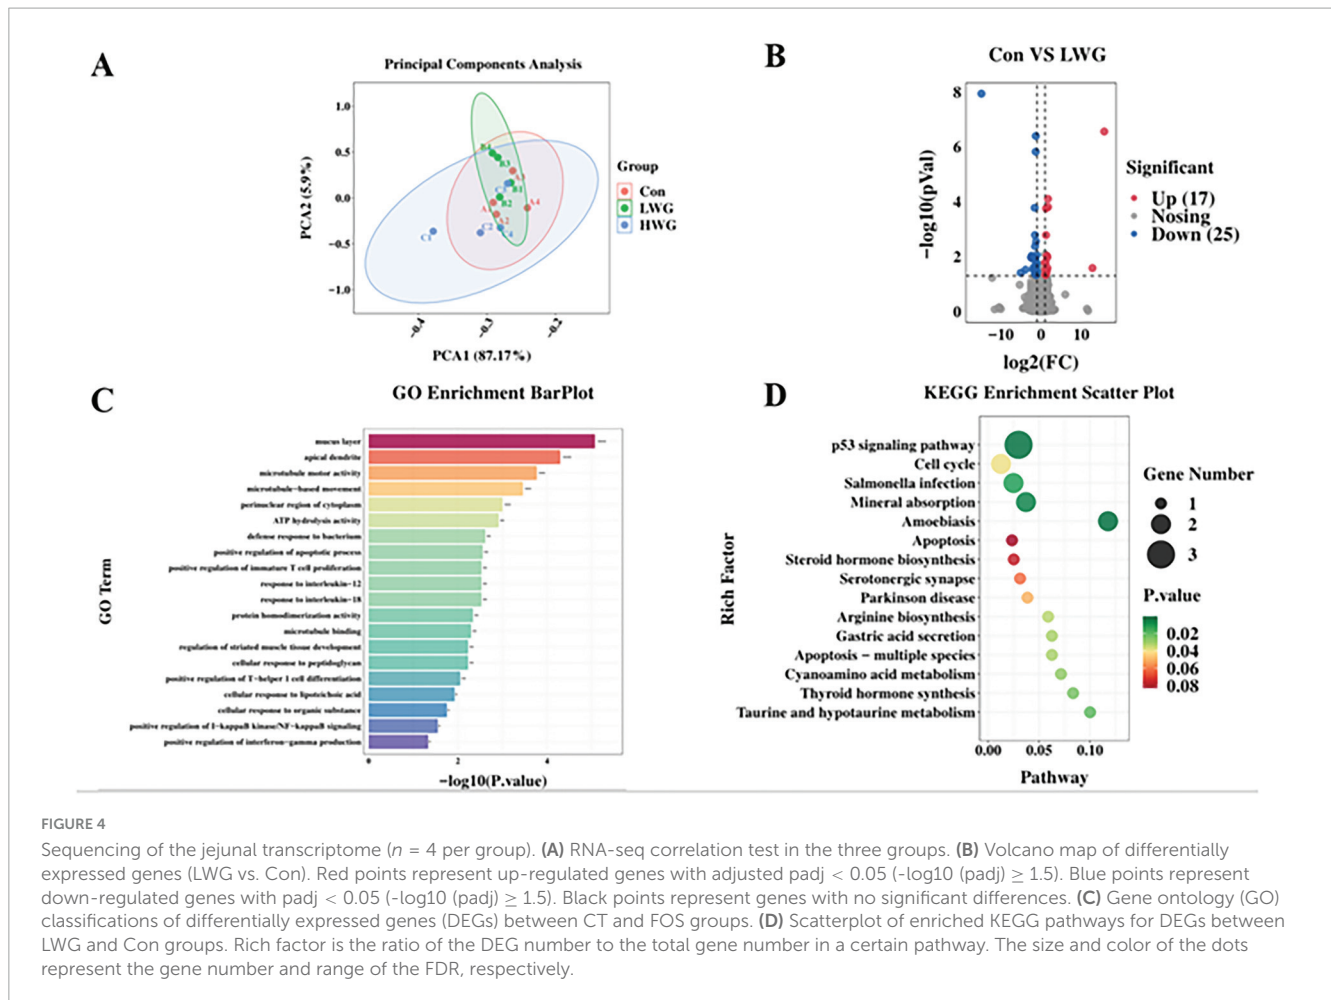 A
Principal Components Analysis
PCA2 (5.9%)
1.0
0.5
0.0
−0.5
−1.0
B4
B3
A3
C3
B1
B2
A1
A4
A2
C2
C4
C1
−0.4
−0.3
−0.2
PCA1 (87.17%)
Group
Con
LWG
HWG
B
Con VS LWG
−log10(pVal)
8
6
4
2
0
−10
0
10
log2(FC)
Significant
Up (17)
Nosing
Down (25)
C
GO Enrichment BarPlot
GO Term
mucus layer
apical dendrite
microtubule motor activity
microtubule−based movement
perinuclear region of cytoplasm
ATP hydrolysis activity
defense response to bacterium
positive regulation of apoptotic process
positive regulation of immature T cell proliferation
response to interleukin−12
response to interleukin−18
protein homodimerization activity
microtubule binding
regulation of striated muscle tissue development
cellular response to peptidoglycan
positive regulation of T−helper 1 cell differentiation
cellular response to lipoteichoic acid
cellular response to organic substance
positive regulation of I−kappaB kinase/NF−kappaB signaling
positive regulation of interferon−gamma production
0
2
4
−log10(P.value)
D
KEGG Enrichment Scatter Plot
Rich Factor
p53 signaling pathway
Cell cycle
Salmonella infection
Mineral absorption
Amoebiasis
Apoptosis
Steroid hormone biosynthesis
Serotonergic synapse
Parkinson disease
Arginine biosynthesis
Gastric acid secretion
Apoptosis − multiple species
Cyanoamino acid metabolism
Thyroid hormone synthesis
Taurine and hypotaurine metabolism
0.00
0.05
0.10
Pathway
Gene Number
1
2
3
P.value
0.02
0.04
0.06
0.08
FIGURE 4
Sequencing of the jejunal transcriptome (n = 4 per group). (A) RNA-seq correlation test in the three groups. (B) Volcano map of differentially
expressed genes (LWG vs. Con). Red points represent up-regulated genes with adjusted padj < 0.05 (-log10 (padj) ≥ 1.5). Blue points represent
down-regulated genes with padj < 0.05 (-log10 (padj) ≥ 1.5). Black points represent genes with no significant differences. (C) Gene ontology (GO)
classifications of differentially expressed genes (DEGs) between CT and FOS groups. (D) Scatterplot of enriched KEGG pathways for DEGs between
LWG and Con groups. Rich factor is the ratio of the DEG number to the total gene number in a certain pathway. The size and color of the dots
represent the gene number and range of the FDR, respectively.